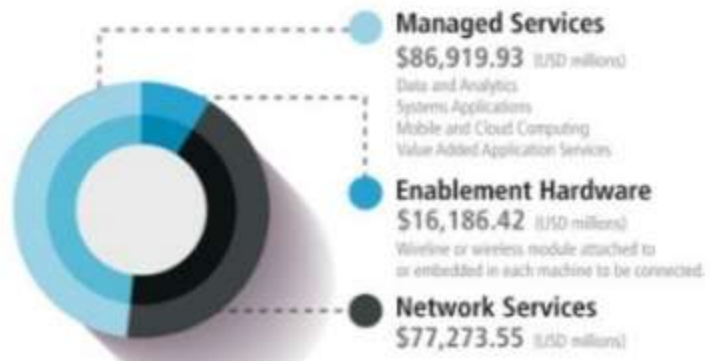 Managed Services
$86,919.93 (USD millions)
Data and Analytics
Systems Applications
Mobile and Cloud Computing
Value Added Application Services
Enablement Hardware
$16,186.42 (USD millions)
Wireline or wireless module attached to
or embedded in each machine to be connected.
Network Services
$77,273.55 (USD millions)